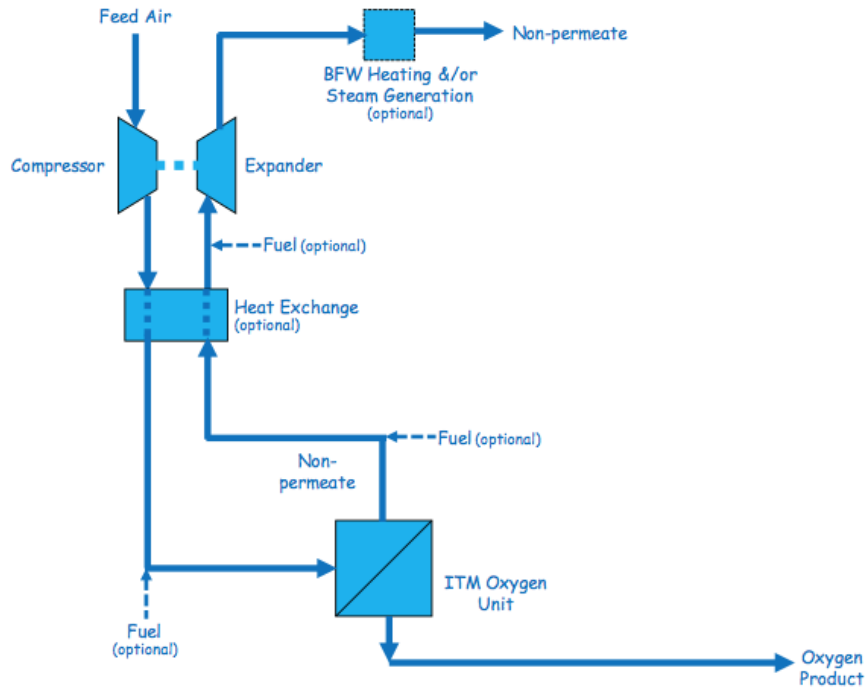 Feed Air
Non-permeate
BFW Heating &/or
Steam Generation
(optional)
Compressor
Expander
Fuel (optional)
Heat Exchange
(optional)
Fuel (optional)
Non-
permeate
ITM Oxygen
Unit
Fuel
(optional)
Oxygen
Product